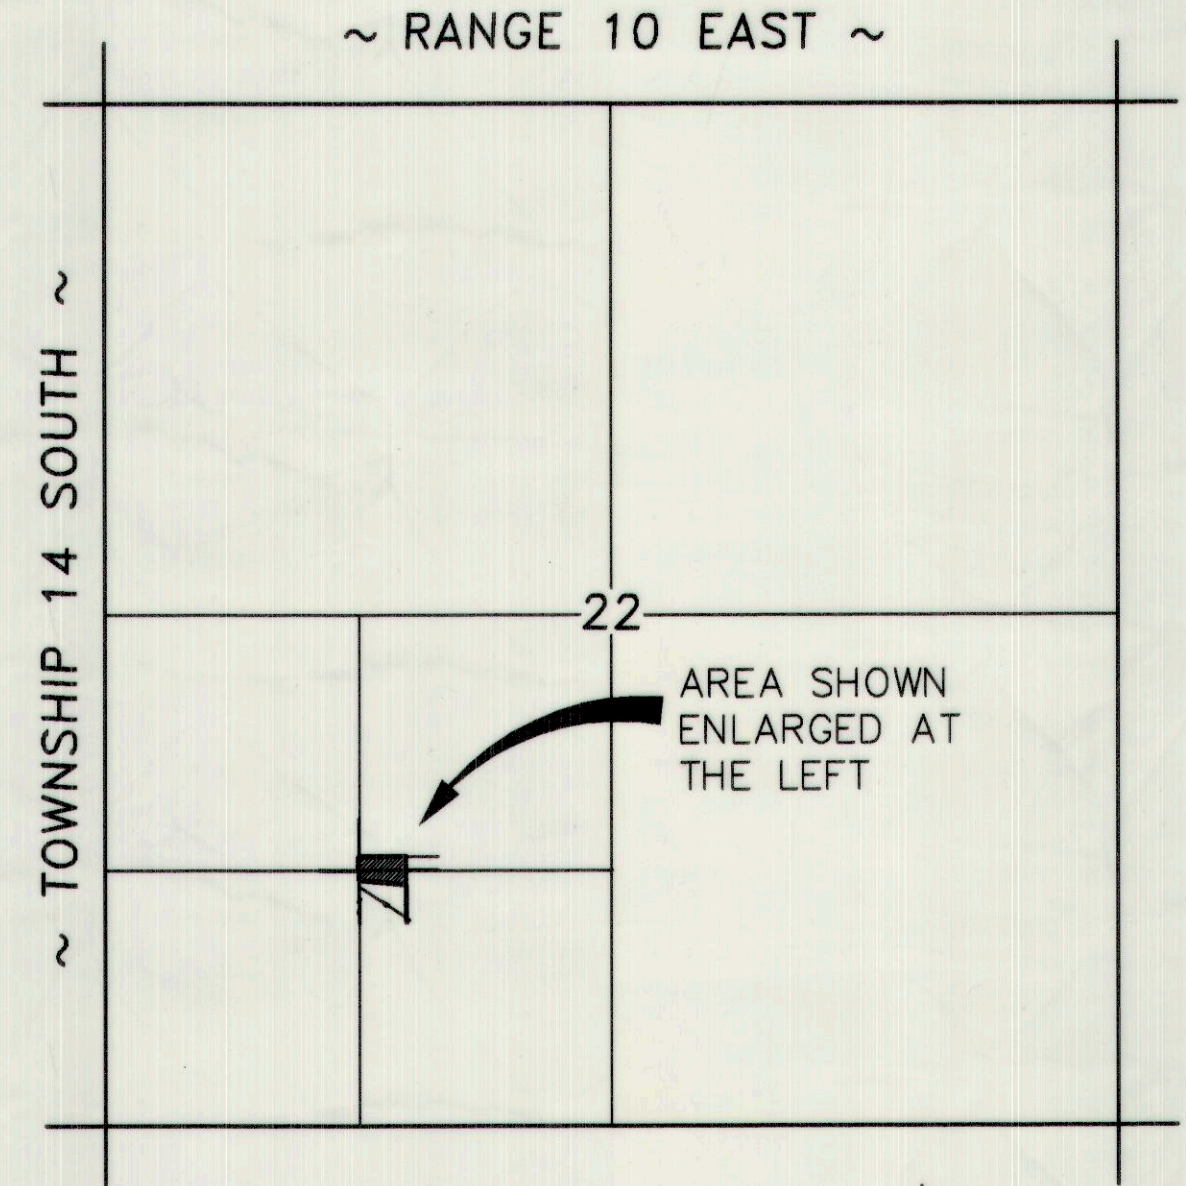 ~ RANGE 10 EAST ~
~ TOWNSHIP 14 SOUTH ~
22
AREA SHOWN
ENLARGED AT
THE LEFT